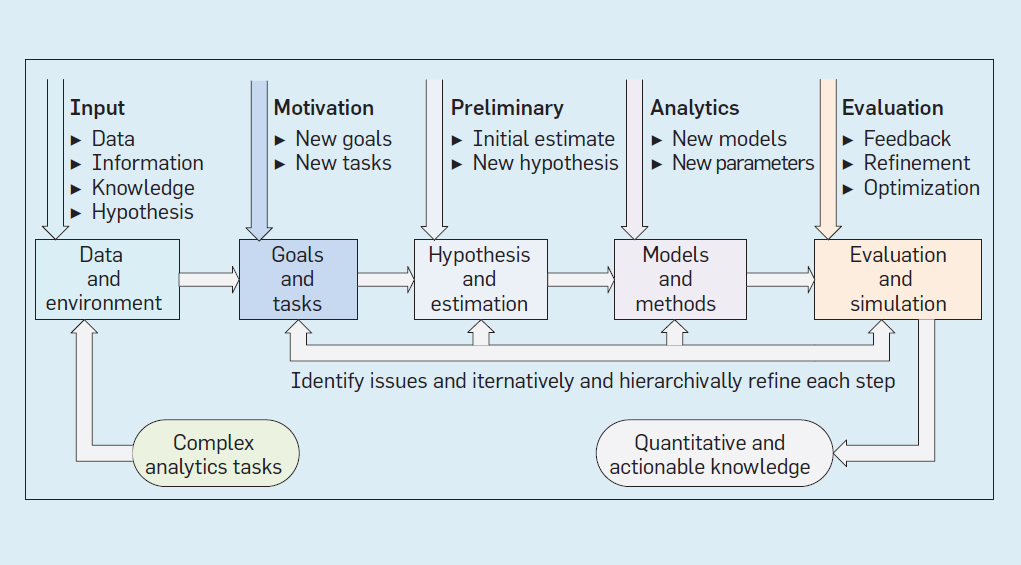 Input
► Data
► Information
► Knowledge
► Hypothesis
Motivation
► New goals
► New tasks
Preliminary
► Initial estimate
► New hypothesis
Analytics
► New models
► New parameters
Evaluation
► Feedback
► Refinement
► Optimization
Data
and
environment
Goals
and
tasks
Hypothesis
and
estimation
Models
and
methods
Evaluation
and
simulation
Identify issues and iternatively and hierarchivally refine each step
Complex
analytics tasks
Quantitative and
actionable knowledge